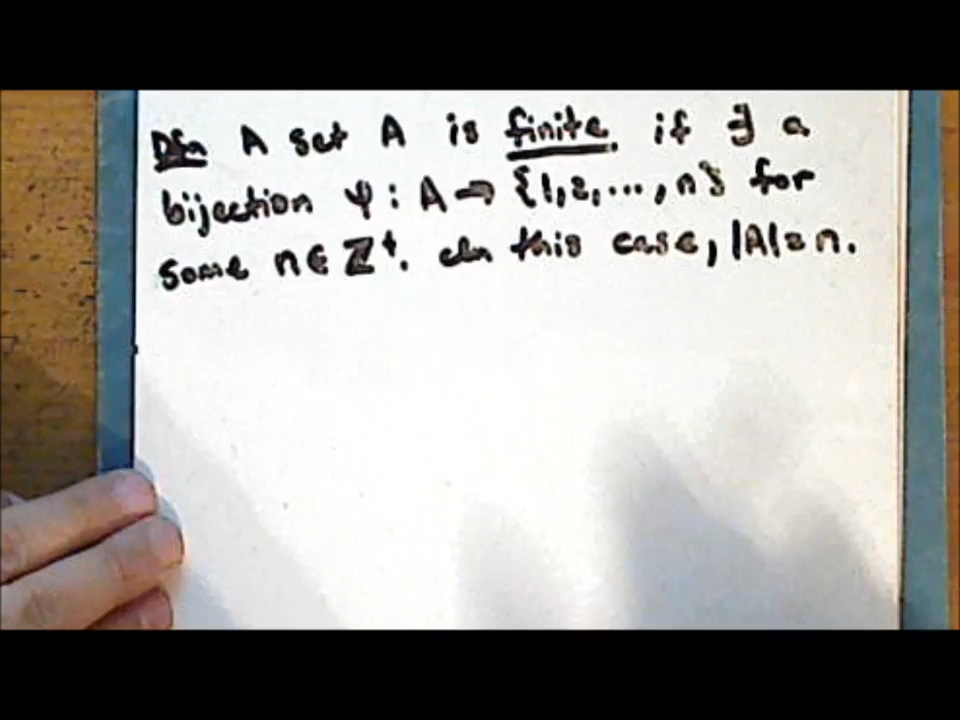 Dfn A set A is finite if ∃ a
bijection φ : A → {1,2,...,n} for
some n ∈ ℤ⁺. In this case, |A|=n.